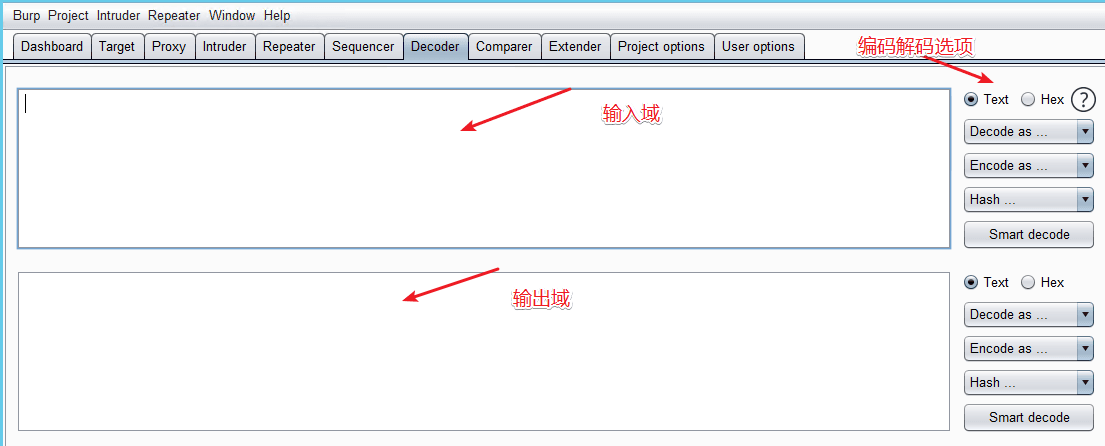 Burp Project Intruder Repeater Window Help
Dashboard Target Proxy Intruder Repeater Sequencer Decoder Comparer Extender Project options User options
编码解码选项
输入域
Text Hex ?
Decode as ...
Encode as ...
Hash ...
Smart decode
输出域
Text Hex
Decode as ...
Encode as ...
Hash ...
Smart decode